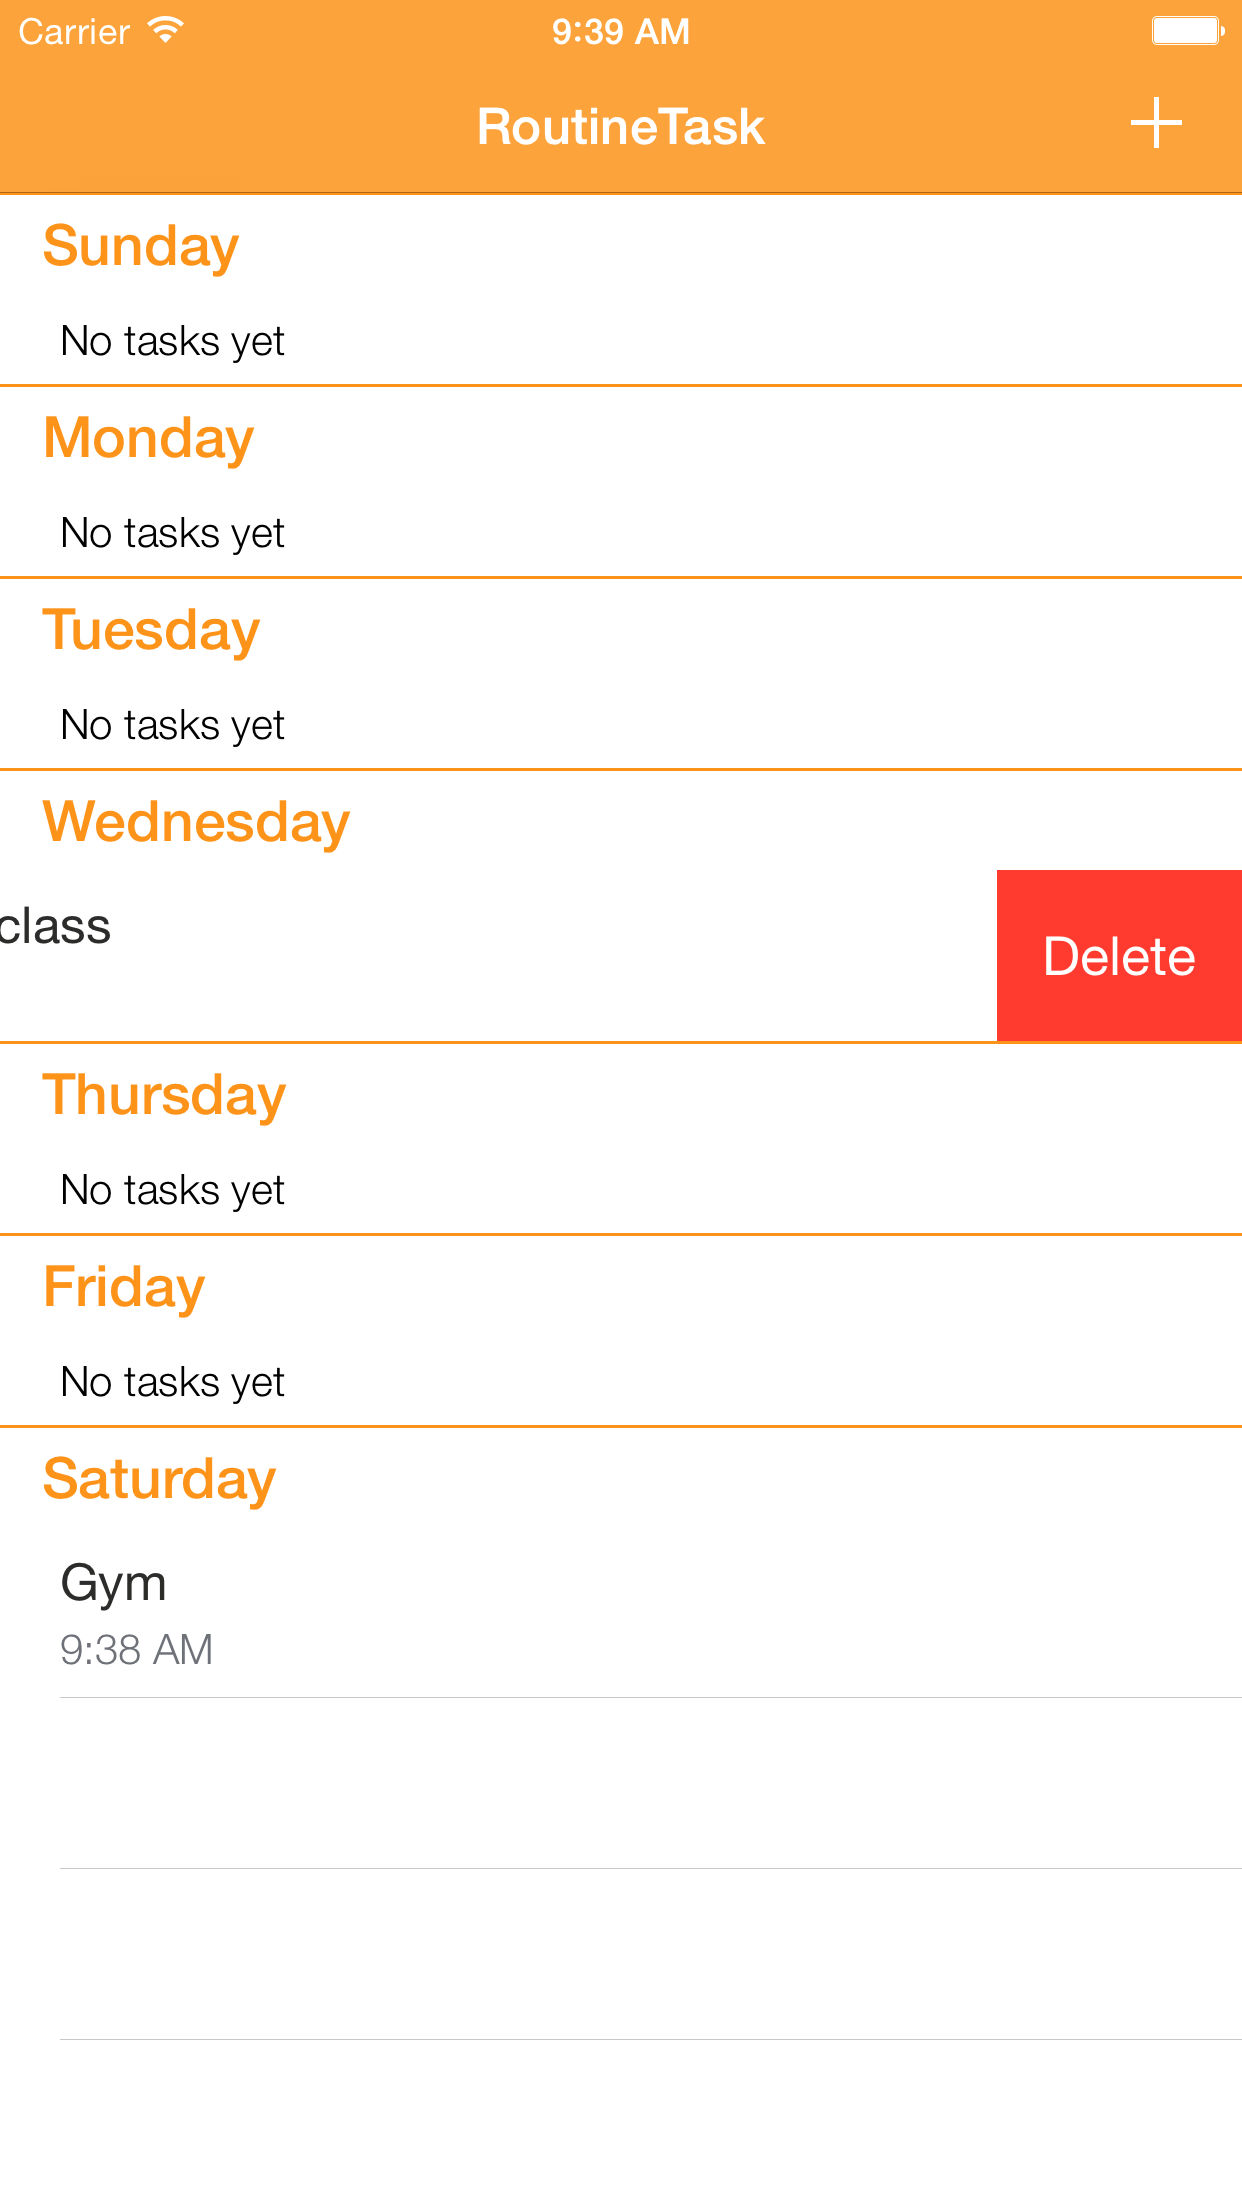 Carrier 9:39 AM
RoutineTask
Sunday
No tasks yet
Monday
No tasks yet
Tuesday
No tasks yet
Wednesday
class
Delete
Thursday
No tasks yet
Friday
No tasks yet
Saturday
Gym
9:38 AM